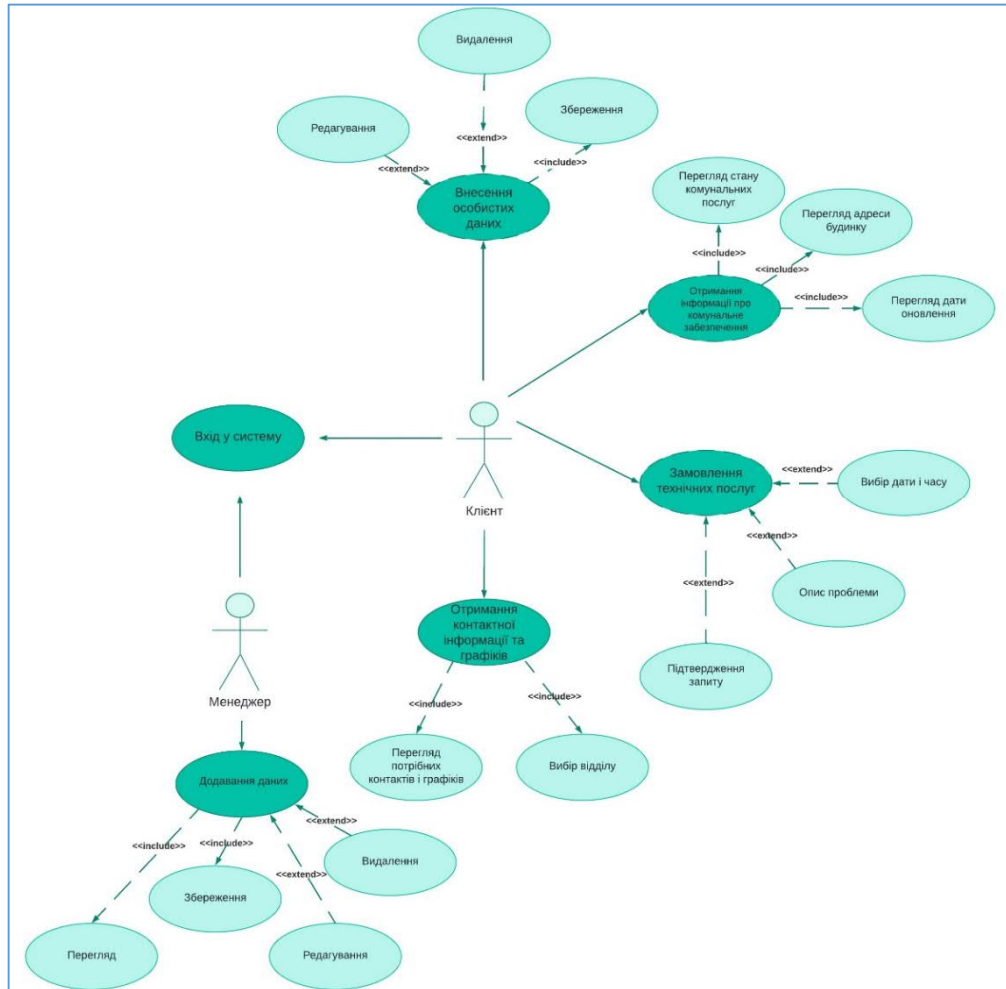 Видалення
Збереження
Редагування
<<extend>>
<<extend>>
<<include>>
Внесення
особистих
даних
Перегляд стану
комунальних
послуг
Перегляд адреси
будинку
<<include>>
<<include>>
Отримання
інформації про
комунальне
забезпечення
<<include>>
Перегляд дати
оновлення
Вхід у систему
Клієнт
Замовлення
технічних послуг
<<extend>>
Вибір дати і часу
<<extend>>
<<extend>>
Опис проблеми
Підтвердження
запиту
Отримання
контактної
інформації та
графіків
<<include>>
<<include>>
Перегляд
потрібних
контактів і графіків
Вибір відділу
Менеджер
Додавання даних
<<extend>>
<<include>>
<<include>>
<<extend>>
Видалення
Збереження
Перегляд
Редагування